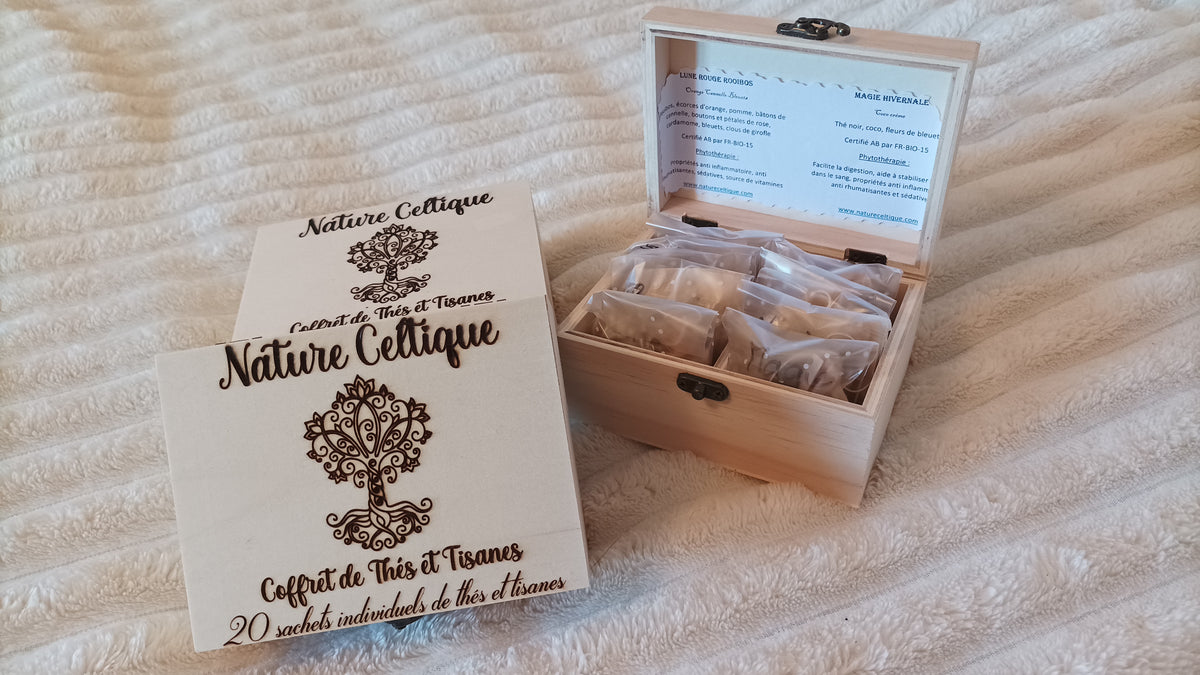 Nature Celtique
Coffret de Thés et Tisanes
Nature Celtique
Coffret de Thés et Tisanes
20 sachets individuels de thés et tisanes
LUNE ROUGE ROOIBOS
Orange Cannelle Bleuets
écorces d'orange, pomme, bâtons de
cannelle, boutons et pétales de rose,
cardamome, bleuets, clous de girofle
Certifié AB par FR-BIO-15
Phytothérapie :
Propriétés anti inflammatoire, anti
sédatives, source de vitamines
www.natureceltique.com
MAGIE HIVERNALE
Coco crème
Thé noir, coco, fleurs de bleuet
Certifié AB par FR-BIO-15
Phytothérapie :
Facilite la digestion, aide à stabiliser
dans le sang, propriétés anti inflamm
anti rhumatisantes et sédative
www.natureceltique.com